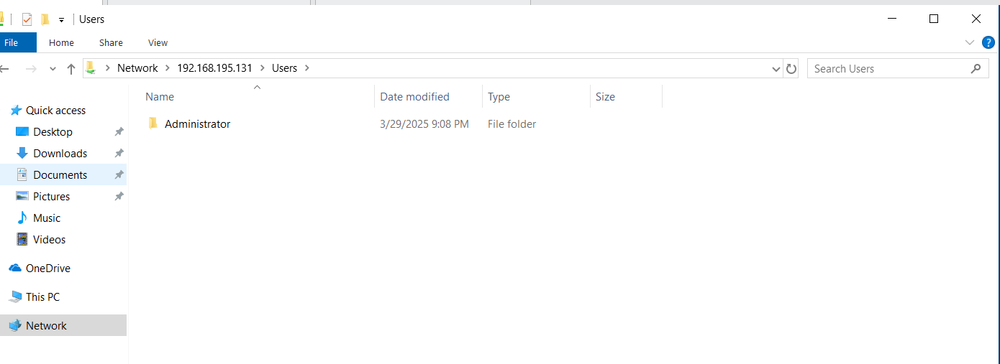 Users
File Home Share View
Network 192.168.195.131 Users Search Users
Name Date modified Type Size
Quick access
Administrator 3/29/2025 9:08 PM File folder
Desktop
Downloads
Documents
Pictures
Music
Videos
OneDrive
This PC
Network